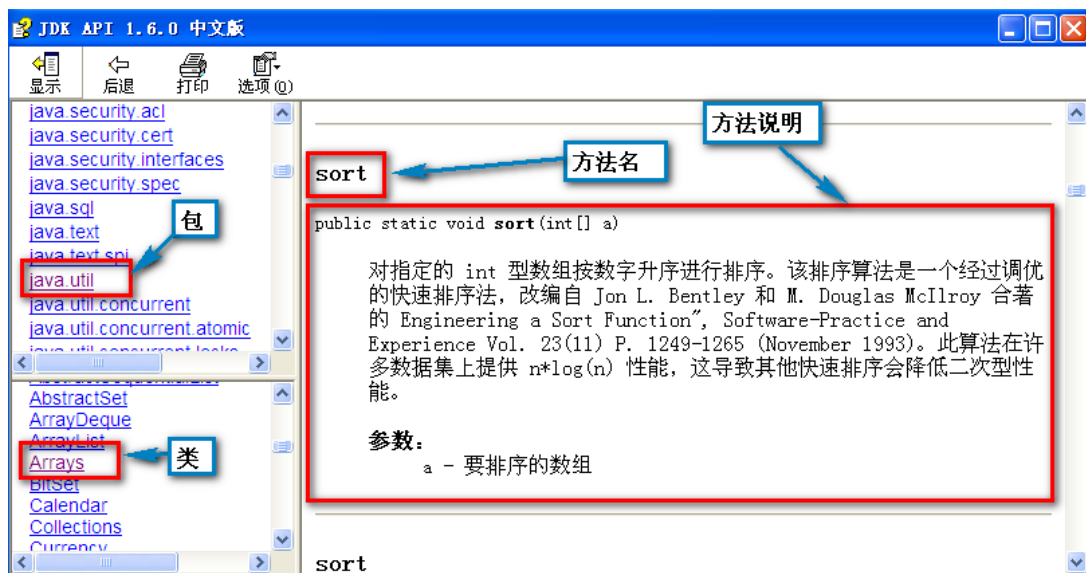 JDK API 1.6.0 中文版
显示
后退
打印
选项(O)
java.security.acl
java.security.cert
java.security.interfaces
java.security.spec
java.sql
java.text
java.text.spi
java.util
java.util.concurrent
java.util.concurrent.atomic
java.util.concurrent.locks
包
AbstractSequentialList
AbstractSet
ArrayDeque
ArrayList
Arrays
BitSet
Calendar
Collections
Currency
类
方法说明
方法名
sort
public static void sort(int[] a)
对指定的 int 型数组按数字升序进行排序。该排序算法是一个经过调优
的快速排序法，改编自 Jon L. Bentley 和 M. Douglas McIlroy 合著
的 Engineering a Sort Function", Software-Practice and
Experience Vol. 23(11) P. 1249-1265 (November 1993)。此算法在许
多数据集上提供 n*log(n) 性能，这导致其他快速排序会降低二次型性
能。
参数：
a - 要排序的数组
sort